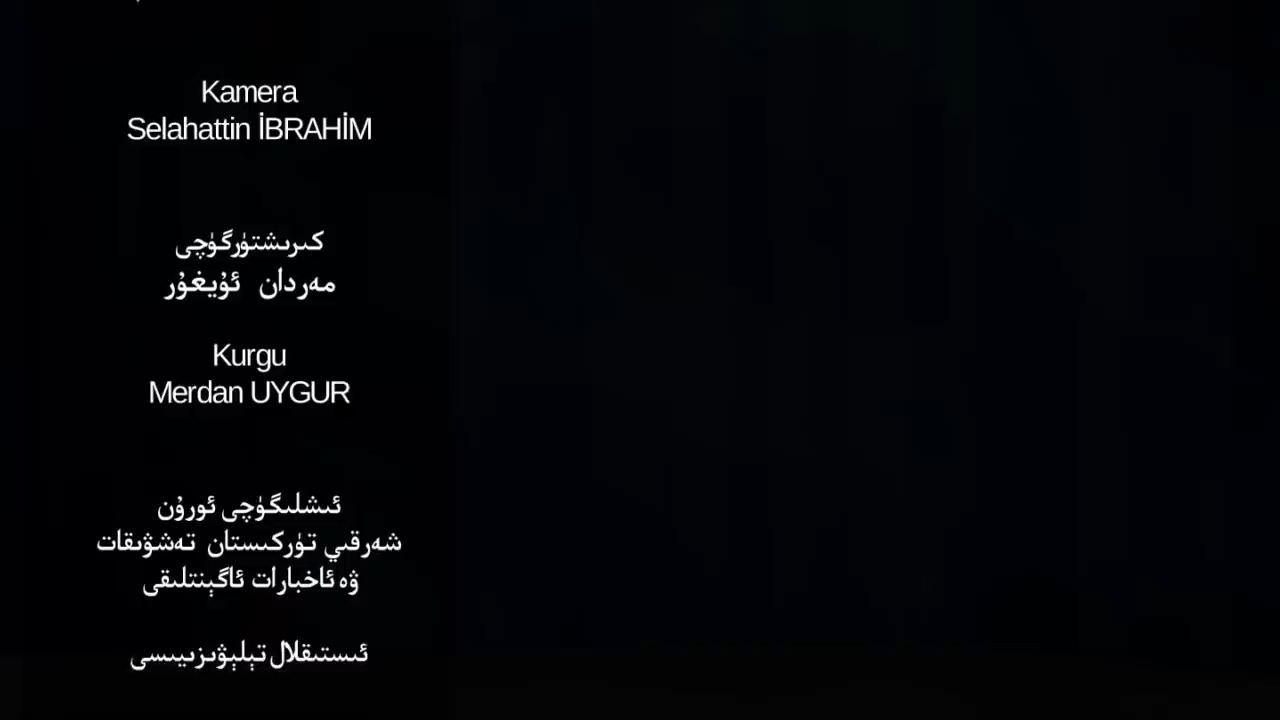 Kamera
Selahattin İBRAHİM
كىرىشتۈرگۈچى
مەردان ئۇيغۇر
Kurgu
Merdan UYGUR
ئىشلىگۈچى ئورۇن
شەرقىي تۈركىستان تەشۋىقات
ۋە ئاخبارات ئاگېنتلىقى
ئىستىقلال تېلېۋىزىيىسى